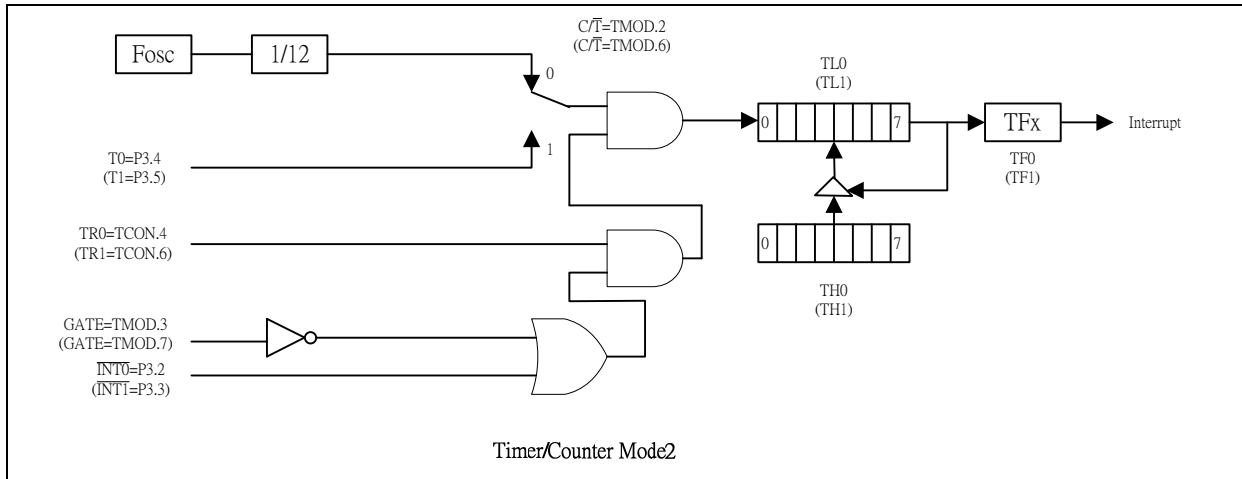 C/T̅=TMOD.2
(C/T̅=TMOD.6)
Fosc
1/12
0
TL0
(TL1)
0
7
TFx
Interrupt
1
T0=P3.4
(T1=P3.5)
TF0
(TF1)
TR0=TCON.4
(TR1=TCON.6)
0
7
TH0
(TH1)
GATE=TMOD.3
(GATE=TMOD.7)
I̅N̅T̅0̅=P3.2
(I̅N̅T̅1̅=P3.3)
Timer/Counter Mode2